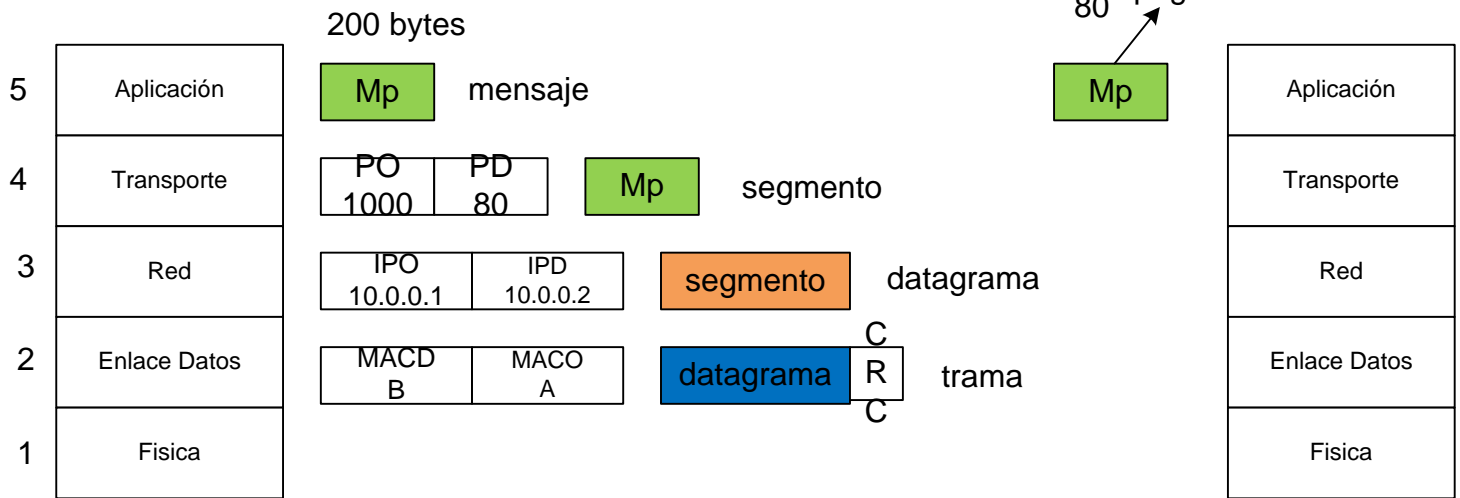 200 bytes
80
5 Aplicación Mp mensaje Mp Aplicación
4 Transporte PO 1000 PD 80 Mp segmento Transporte
3 Red IPO 10.0.0.1 IPD 10.0.0.2 segmento datagrama Red
2 Enlace Datos MACD B MACO A datagrama C R C trama Enlace Datos
1 Fisica Fisica